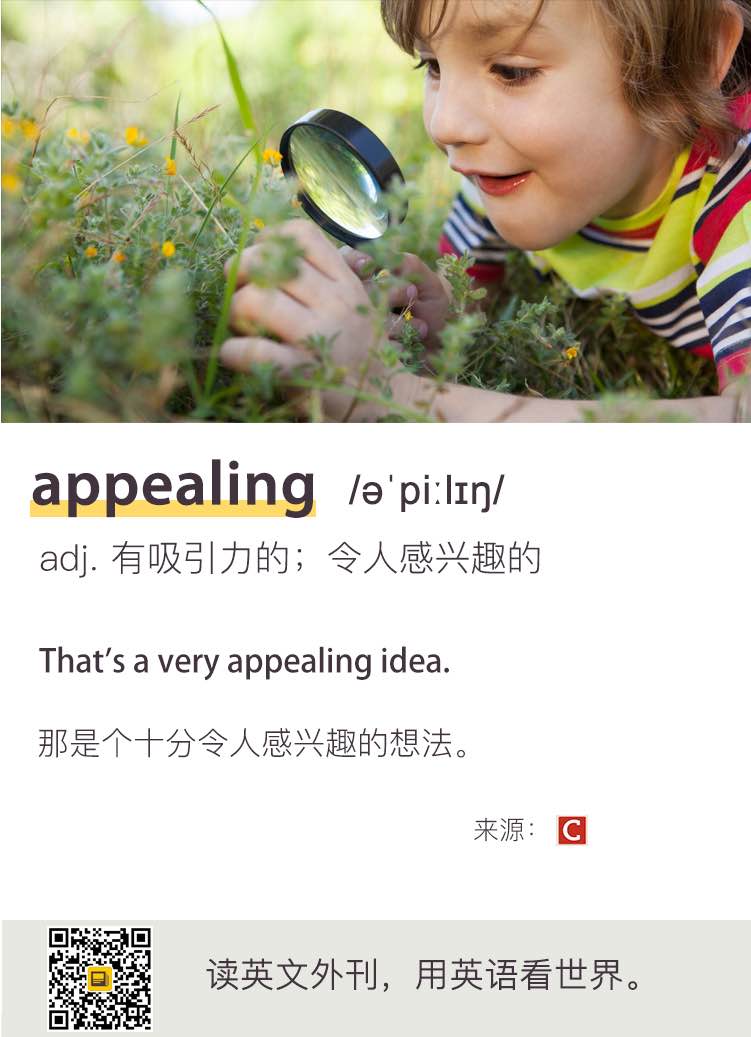 appealing /əˈpiːlɪŋ/
adj. 有吸引力的；令人感兴趣的
That’s a very appealing idea.
那是个十分令人感兴趣的想法。
来源： C
读英文外刊，用英语看世界。